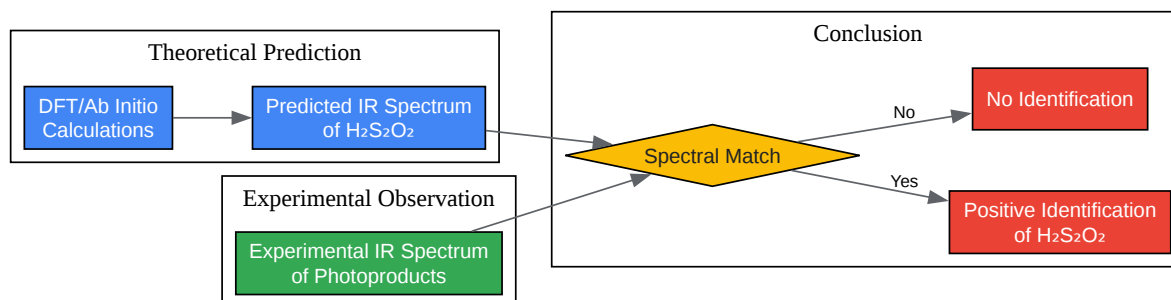 Theoretical Prediction
DFT/Ab Initio
Calculations
Predicted IR Spectrum
of H₂S₂O₂
Experimental Observation
Experimental IR Spectrum
of Photoproducts
Conclusion
Spectral Match
No
No Identification
Yes
Positive Identification
of H₂S₂O₂